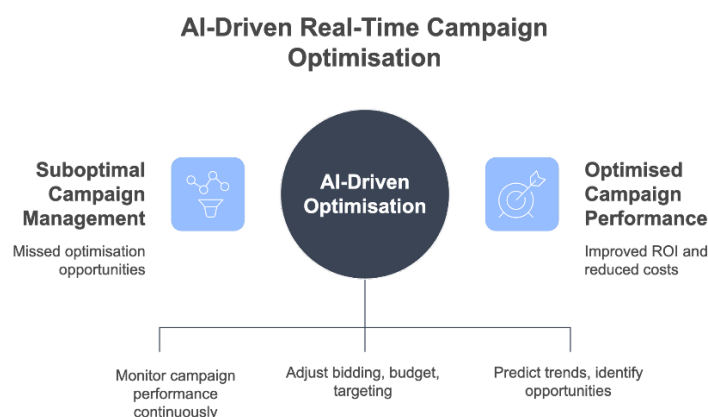 AI-Driven Real-Time Campaign
Optimisation
Suboptimal
Campaign
Management
Missed optimisation
opportunities
AI-Driven
Optimisation
Optimised
Campaign
Performance
Improved ROI and
reduced costs
Monitor campaign
performance
continuously
Adjust bidding, budget,
targeting
Predict trends, identify
opportunities